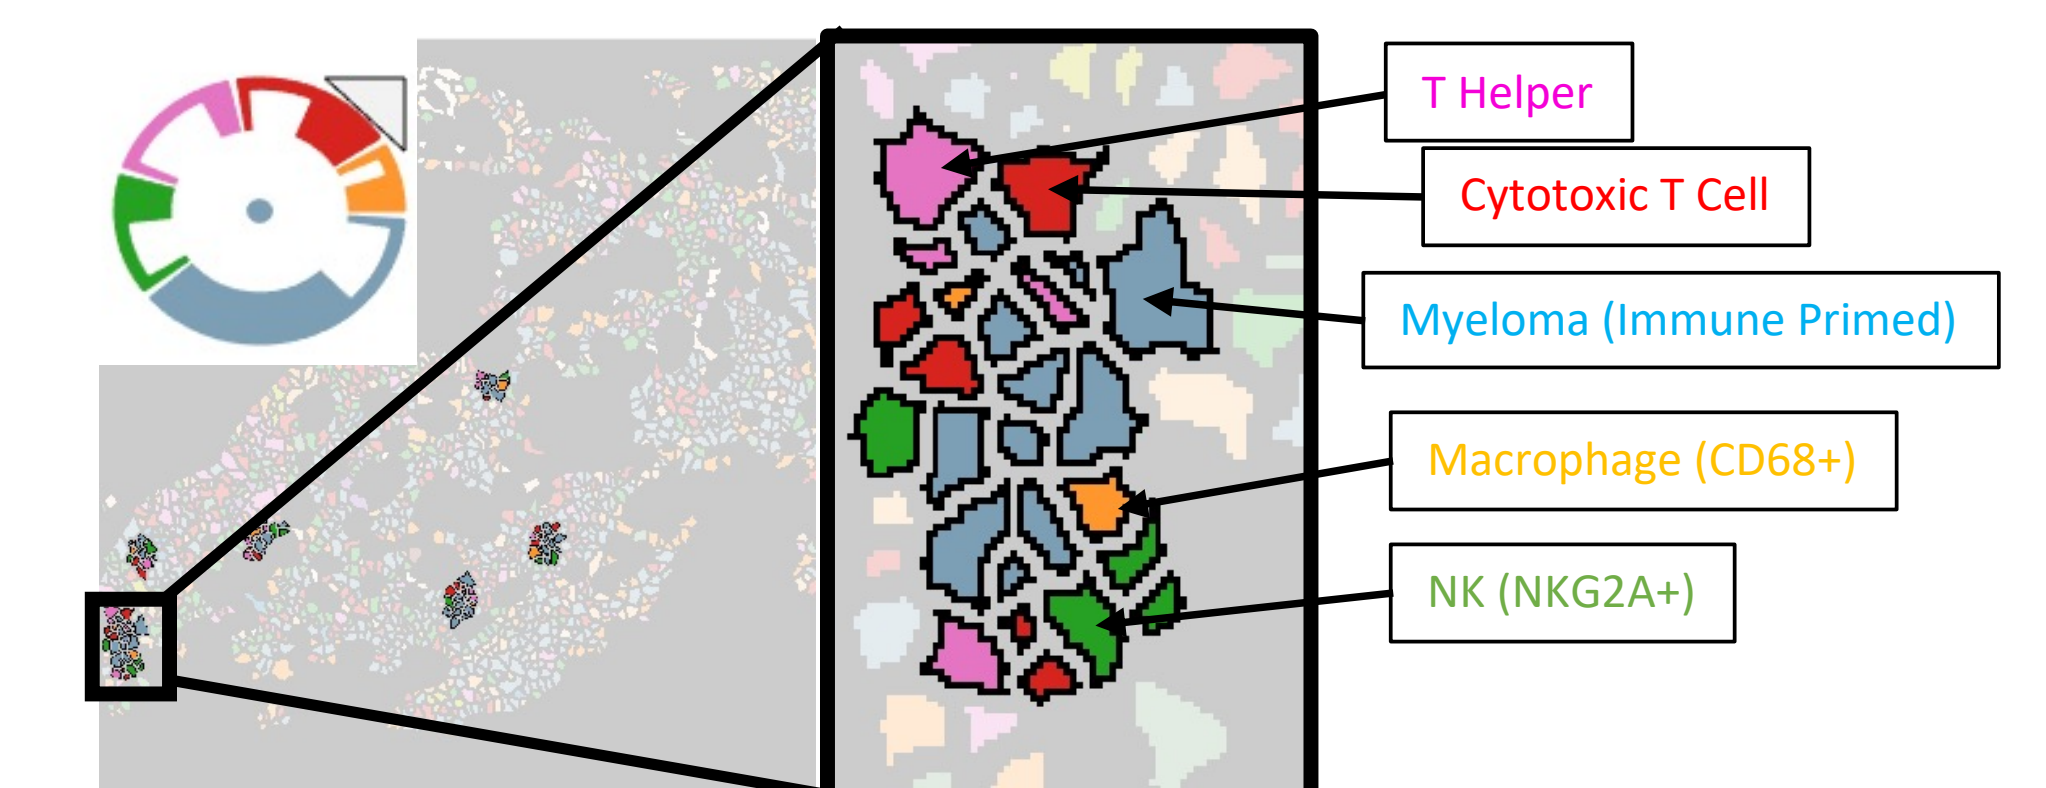 T Helper
Cytotoxic T Cell
Myeloma (Immune Primed)
Macrophage (CD68+)
NK (NKG2A+)